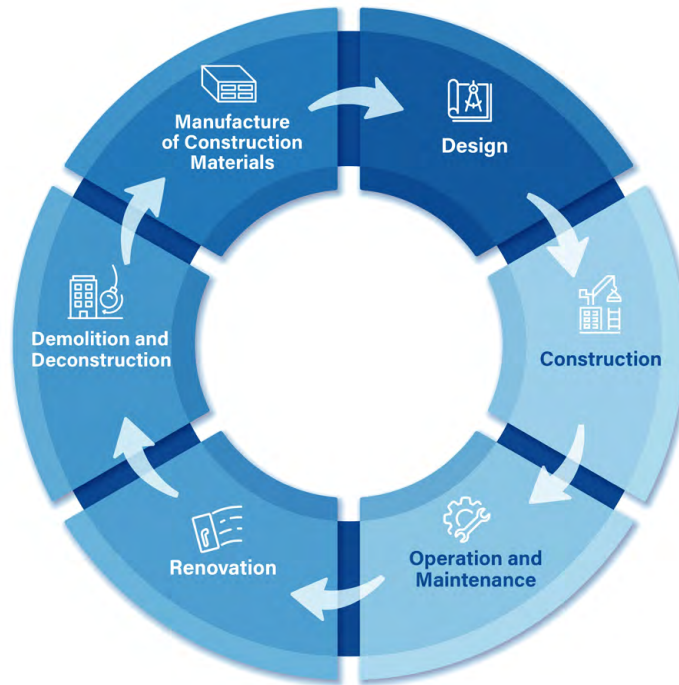 Manufacture
of Construction
Materials
Design
Construction
Operation and
Maintenance
Renovation
Demolition and
Deconstruction